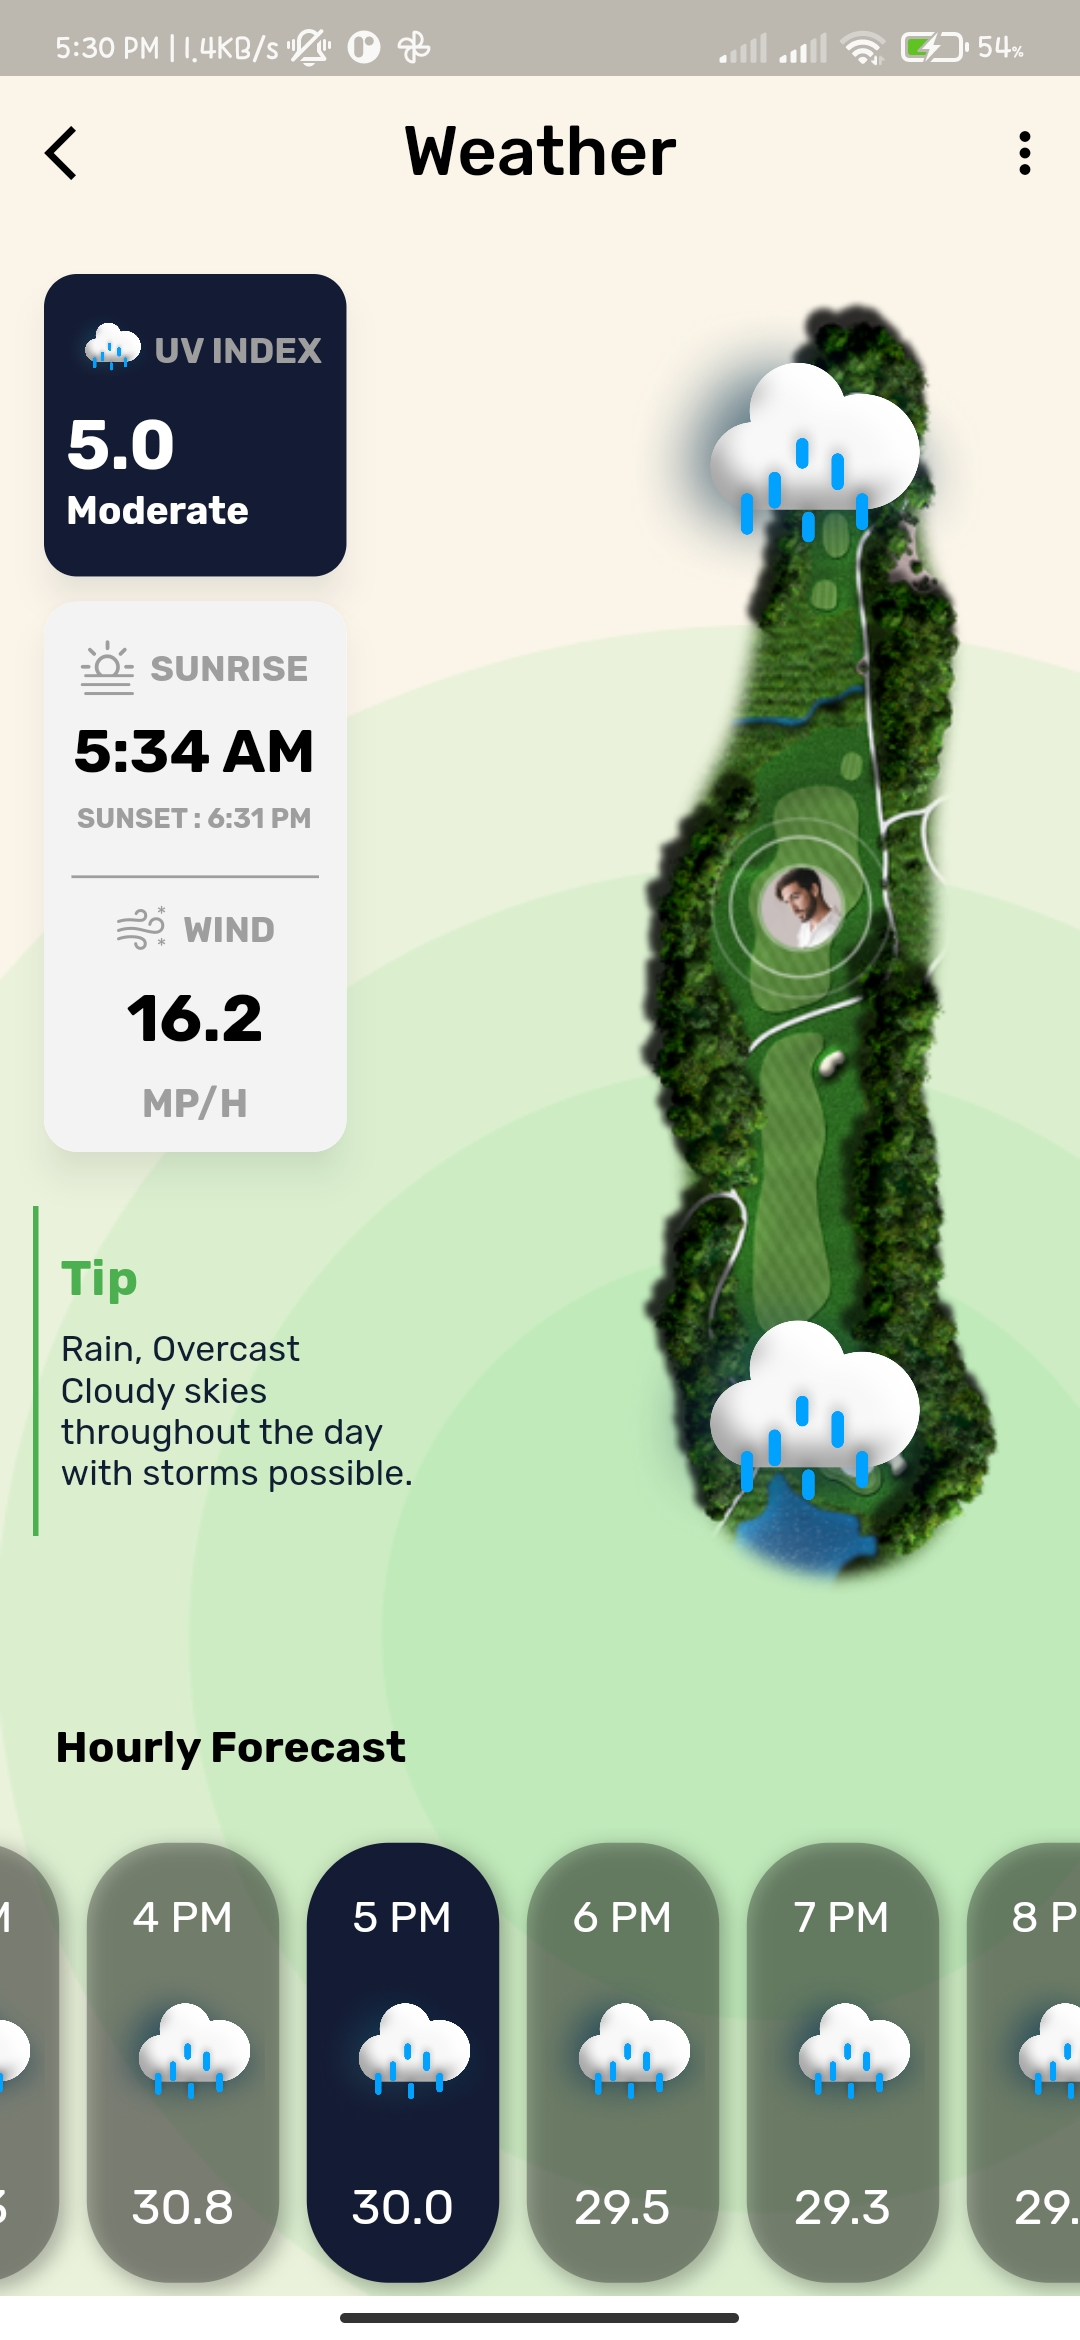 5:30 PM | 1.4KB/s
54%
Weather
UV INDEX
5.0
Moderate
SUNRISE
5:34 AM
SUNSET : 6:31 PM
WIND
16.2
MP/H
Tip
Rain, Overcast
Cloudy skies
throughout the day
with storms possible.
Hourly Forecast
4 PM
5 PM
6 PM
7 PM
8 P
30.8
30.0
29.5
29.3
29.